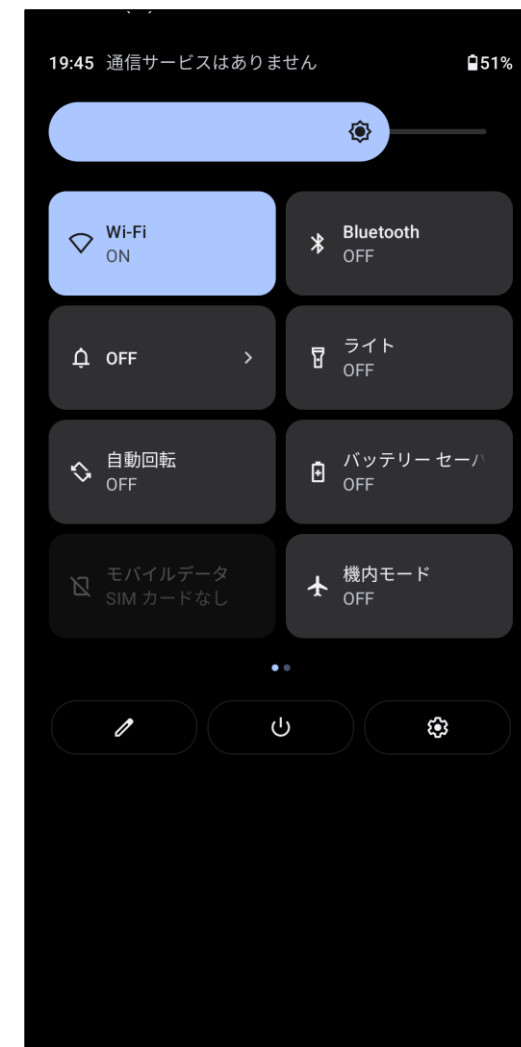 19:45 通信サービスはありません 51%
Wi-Fi
ON
Bluetooth
OFF
OFF
ライト
OFF
自動回転
OFF
バッテリー セーバ
OFF
モバイルデータ
SIM カードなし
機内モード
OFF